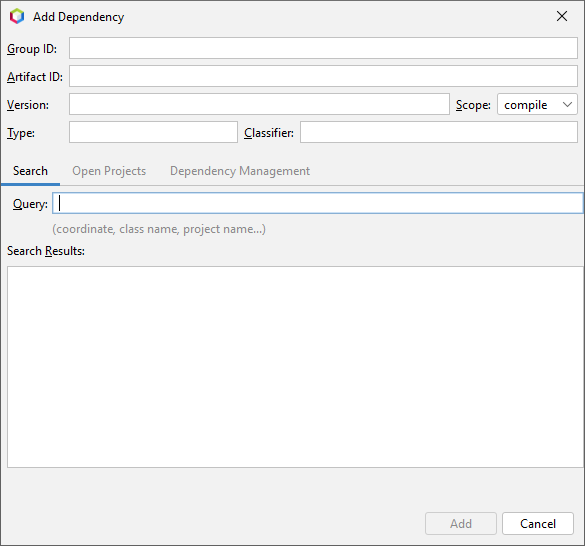 Add Dependency
Group ID:
Artifact ID:
Version: Scope: compile
Type: Classifier:
Search Open Projects Dependency Management
Query:
(coordinate, class name, project name...)
Search Results:
Add Cancel